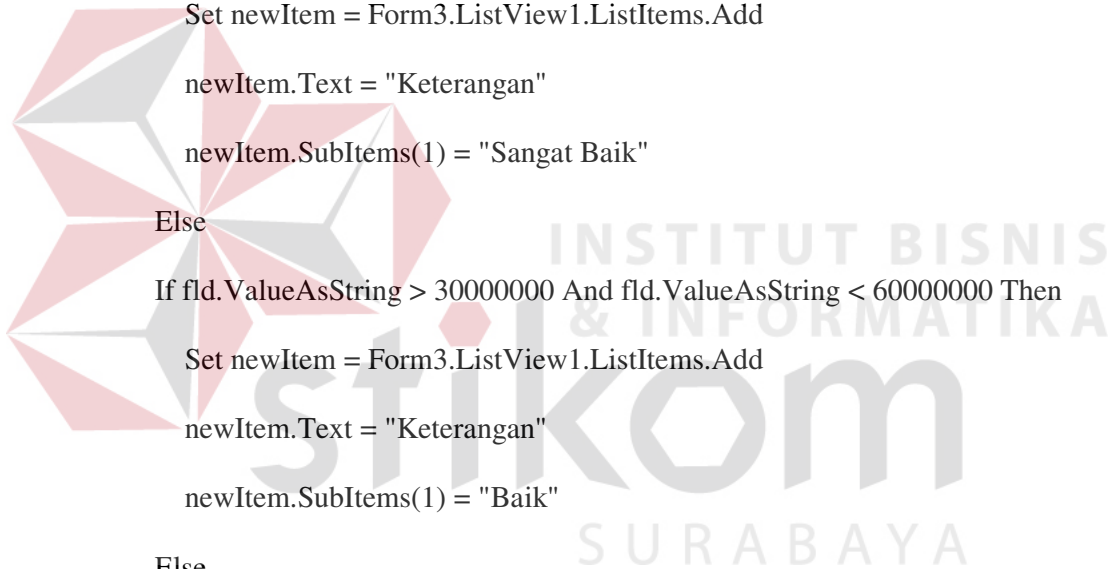 Set newItem = Form3.ListView1.ListItems.Add
newItem.Text = "Keterangan"
newItem.SubItems(1) = "Sangat Baik"
Else
INSTITUT BISNIS
If fld.ValueAsString > 30000000 And fld.ValueAsString < 60000000 Then
& INFORMATIKA
Set newItem = Form3.ListView1.ListItems.Add
stikom
newItem.Text = "Keterangan"
newItem.SubItems(1) = "Baik"
SURABAYA
Else